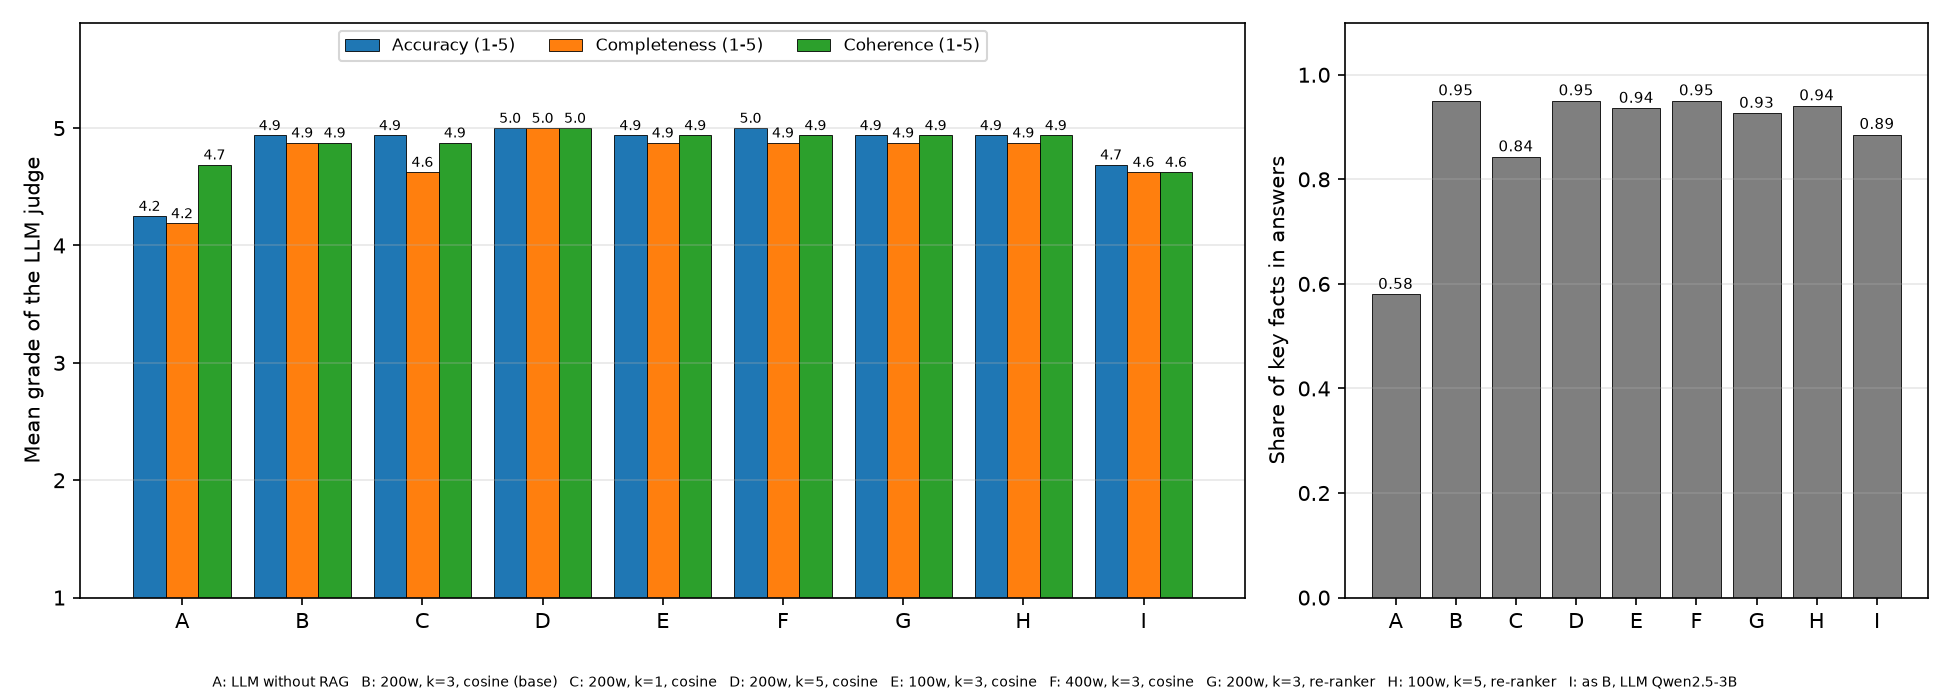 Accuracy (1-5) Completeness (1-5) Coherence (1-5)
Mean grade of the LLM judge
5
4
3
2
1
4.2 4.2 4.7
4.9 4.9 4.9
4.9 4.6 4.9
5.0 5.0 5.0
4.9 4.9 4.9
5.0 4.9 4.9
4.9 4.9 4.9
4.9 4.9 4.9
4.7 4.6 4.6
A B C D E F G H I
Share of key facts in answers
1.0
0.8
0.6
0.4
0.2
0.0
0.58 0.95 0.84 0.95 0.94 0.95 0.93 0.94 0.89
A B C D E F G H I
A: LLM without RAG B: 200w, k=3, cosine (base) C: 200w, k=1, cosine D: 200w, k=5, cosine E: 100w, k=3, cosine F: 400w, k=3, cosine G: 200w, k=3, re-ranker H: 100w, k=5, re-ranker I: as B, LLM Qwen2.5-3B